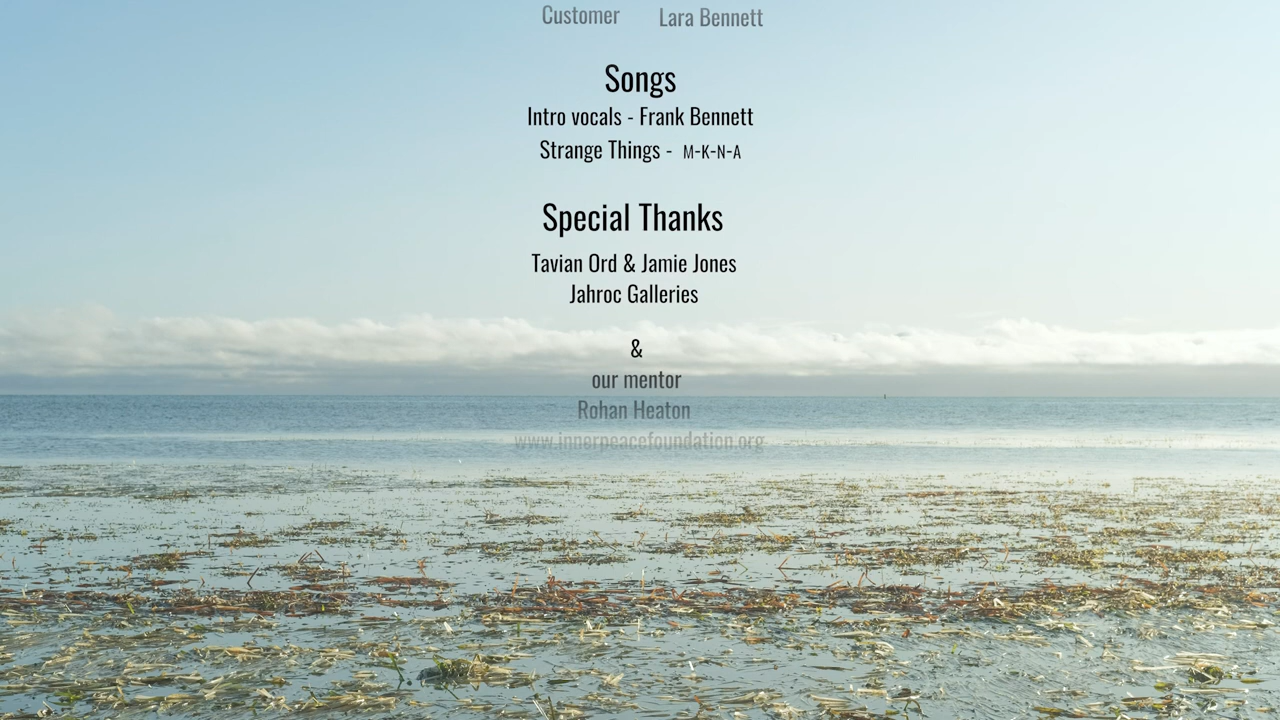 Customer Lara Bennett
Songs
Intro vocals - Frank Bennett
Strange Things - M-K-N-A
Special Thanks
Tavian Ord & Jamie Jones
Jahroc Galleries
&
our mentor
Rohan Heaton
www.innerpeacefoundation.org